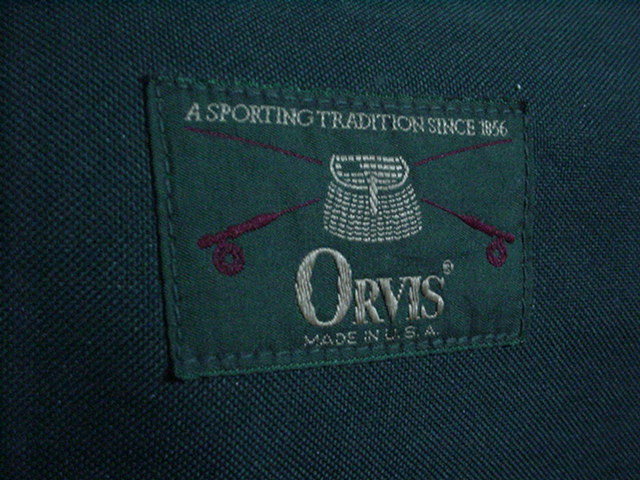 A SPORTING TRADITION SINCE 1856
ORVIS®
MADE IN U.S.A.